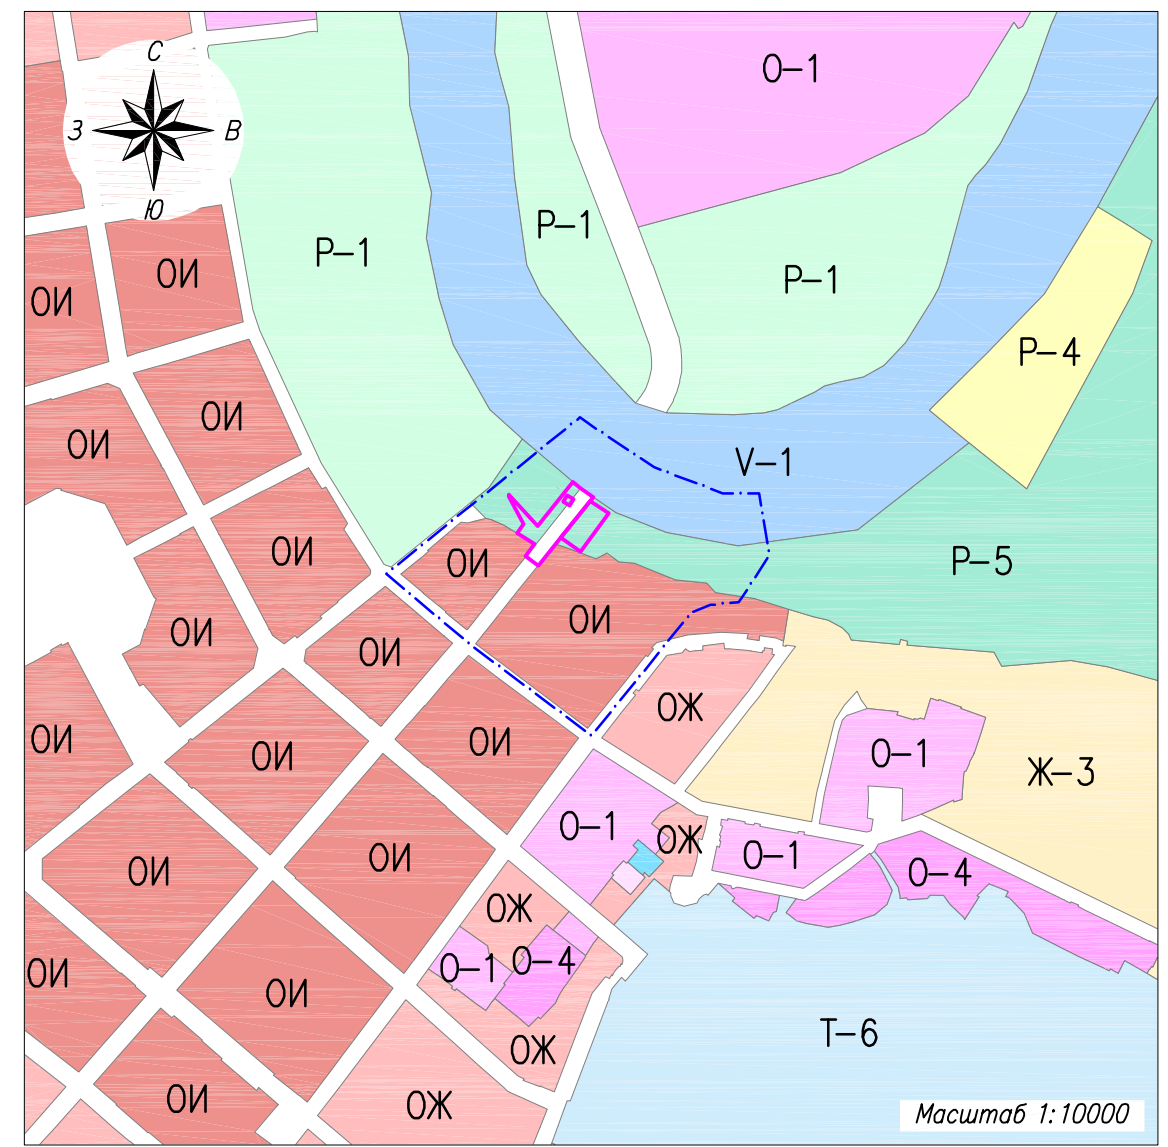 С
О-1
З
В
Ю
Р-1
Р-1
ОИ
Р-1
ОИ
Р-4
ОИ
ОИ
V-1
ОИ
ОИ
Р-5
ОИ
ОИ
ОИ
ОЖ
ОИ
ОИ
ОИ
О-1
Ж-3
О-1
ОЖ
О-1
ОИ
ОИ
О-4
ОЖ
О-1
О-4
ОИ
ОИ
Т-6
ОЖ
ОИ
ОЖ
Масштаб 1:10000